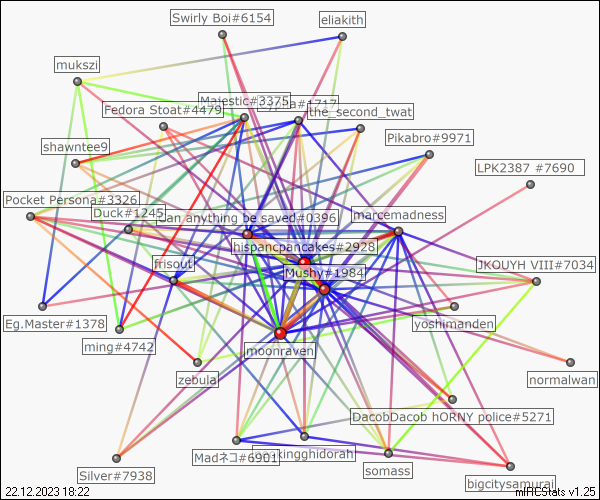 Swirly Boi#6154
eliakith
mukszi
Majestic#3375
#1717
Fedora Stoat#4479
the_second_twat
shawntee9
Pikabro#9971
LPK2387 #7690
Pocket Persona#3326
Duck#1245
an anything be saved#0396
marcemadness
hispancpancakes#2928
frisout
Mushy#1984
JKOUYH VIII#7034
Eg.Master#1378
yoshimanden
ming#4742
moonraven
zebula
normalwan
DacobDacob hORNY police#5271
Madネコ#6901
kingghidorah
somass
Silver#7938
bigcitysamurai
22.12.2023 18:22
mIRCStats v1.25